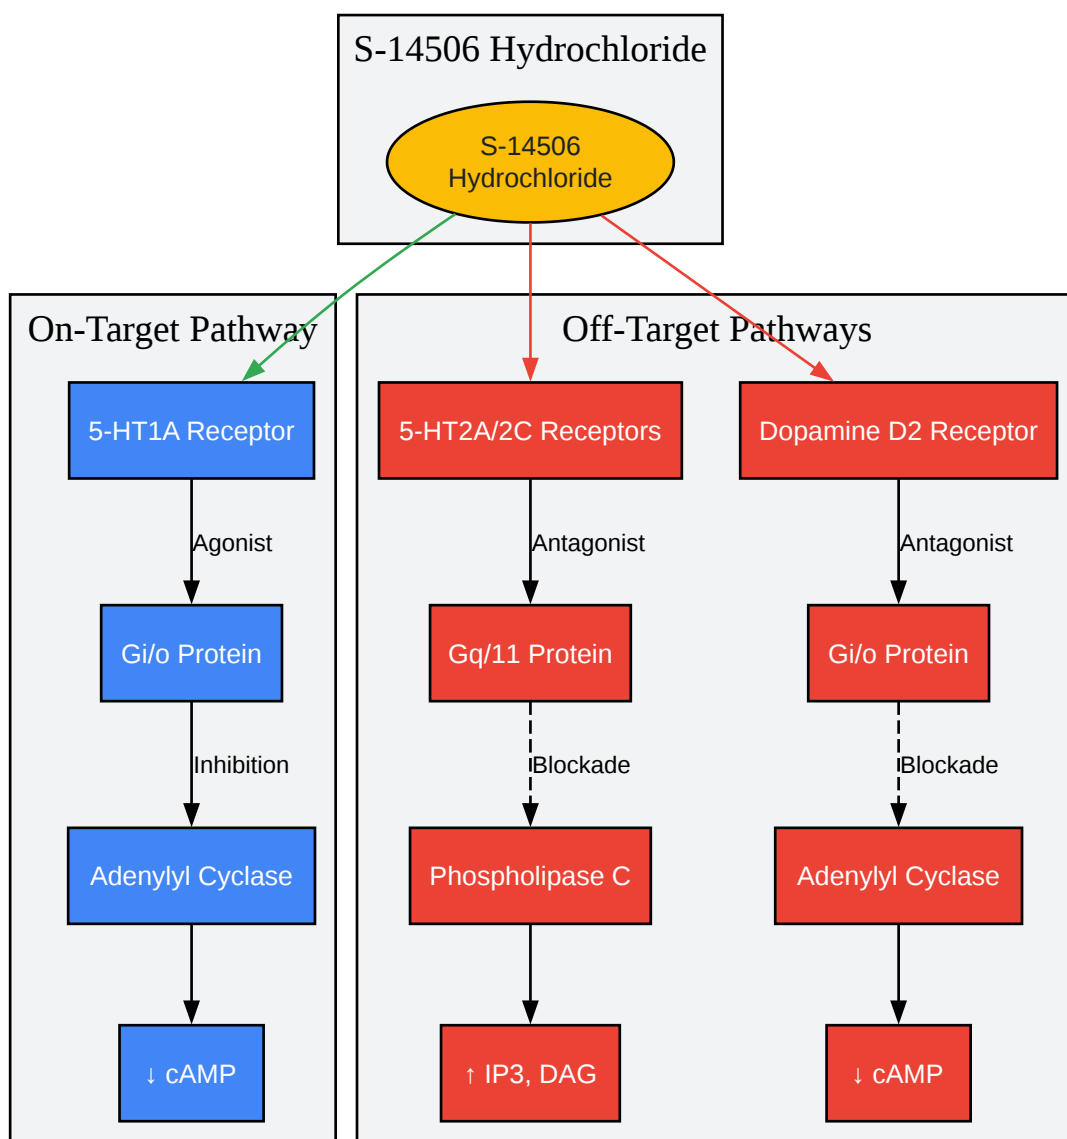 S-14506 Hydrochloride
S-14506
Hydrochloride
On-Target Pathway
Off-Target Pathways
5-HT1A Receptor
5-HT2A/2C Receptors
Dopamine D2 Receptor
Agonist
Antagonist
Antagonist
Gi/o Protein
Gq/11 Protein
Gi/o Protein
Inhibition
Blockade
Blockade
Adenylyl Cyclase
Phospholipase C
Adenylyl Cyclase
↓ cAMP
↑ IP3, DAG
↓ cAMP